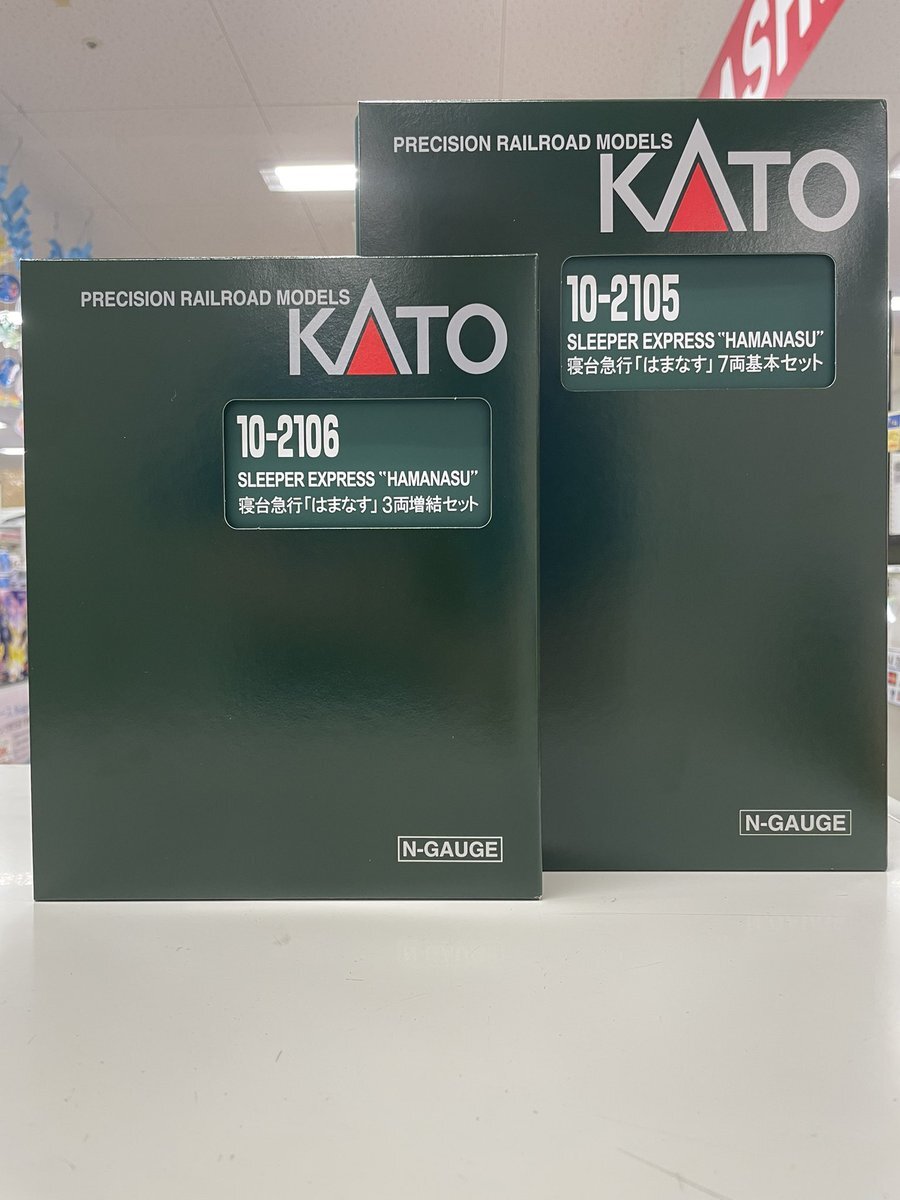 PRECISION RAILROAD MODELS
KATO
10-2106
SLEEPER EXPRESS "HAMANASU"
寝台急行「はまなす」3両増結セット
N-GAUGE
PRECISION RAILROAD MODELS
KATO
10-2105
SLEEPER EXPRESS "HAMANASU"
寝台急行「はまなす」7両基本セット
N-GAUGE